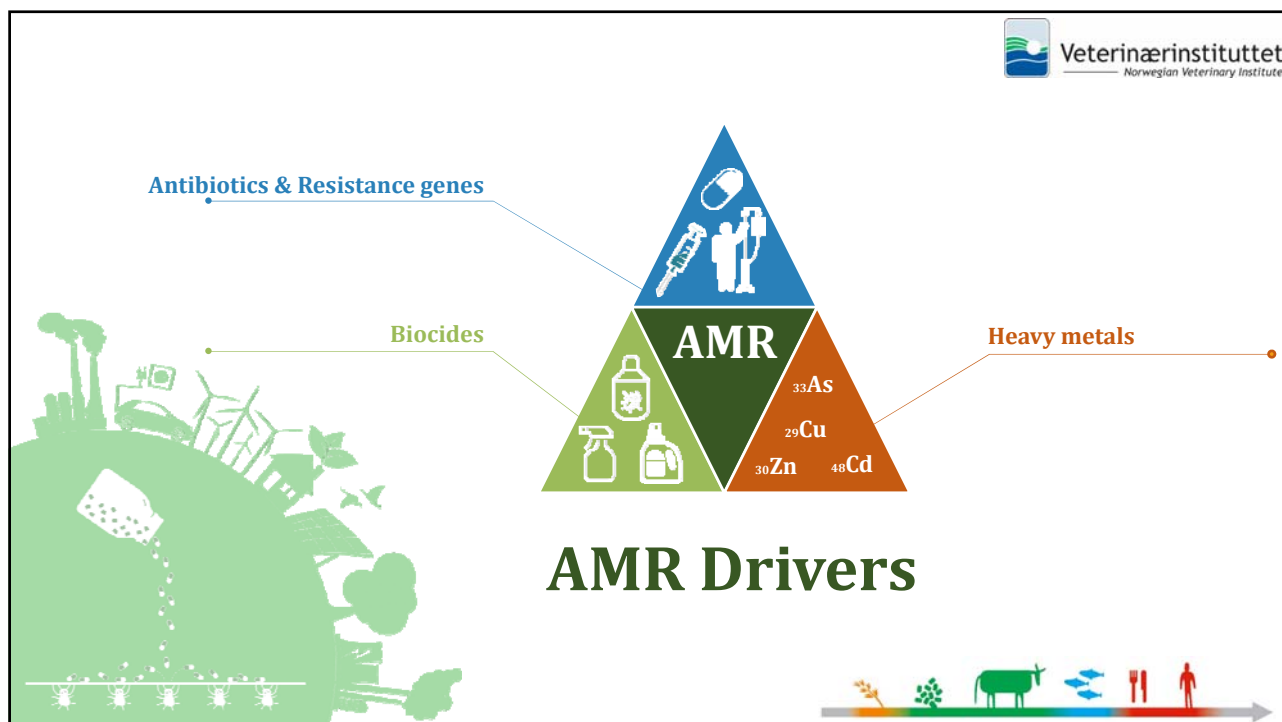 Veterinærinstituttet
Norwegian Veterinary Institute
Antibiotics & Resistance genes
Biocides
AMR
Heavy metals
33As
29Cu
30Zn
48Cd
AMR Drivers